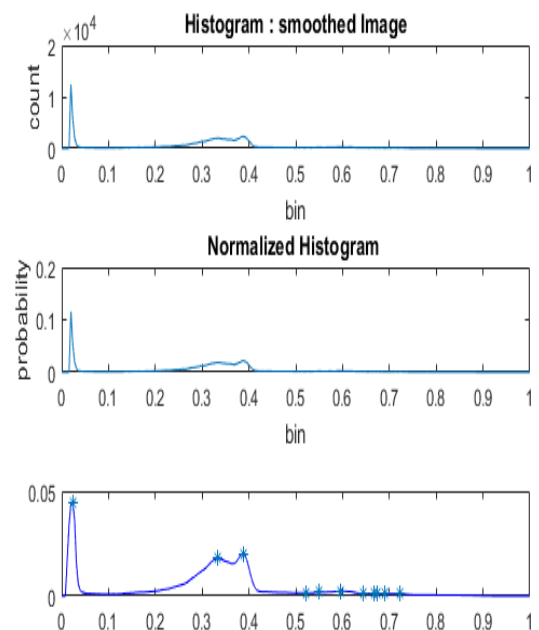 Histogram : smoothed Image
×10⁴
2
1
0
count
0 0.1 0.2 0.3 0.4 0.5 0.6 0.7 0.8 0.9 1
bin
Normalized Histogram
0.2
0.1
0
probability
0 0.1 0.2 0.3 0.4 0.5 0.6 0.7 0.8 0.9 1
bin
0.05
0
0 0.1 0.2 0.3 0.4 0.5 0.6 0.7 0.8 0.9 1